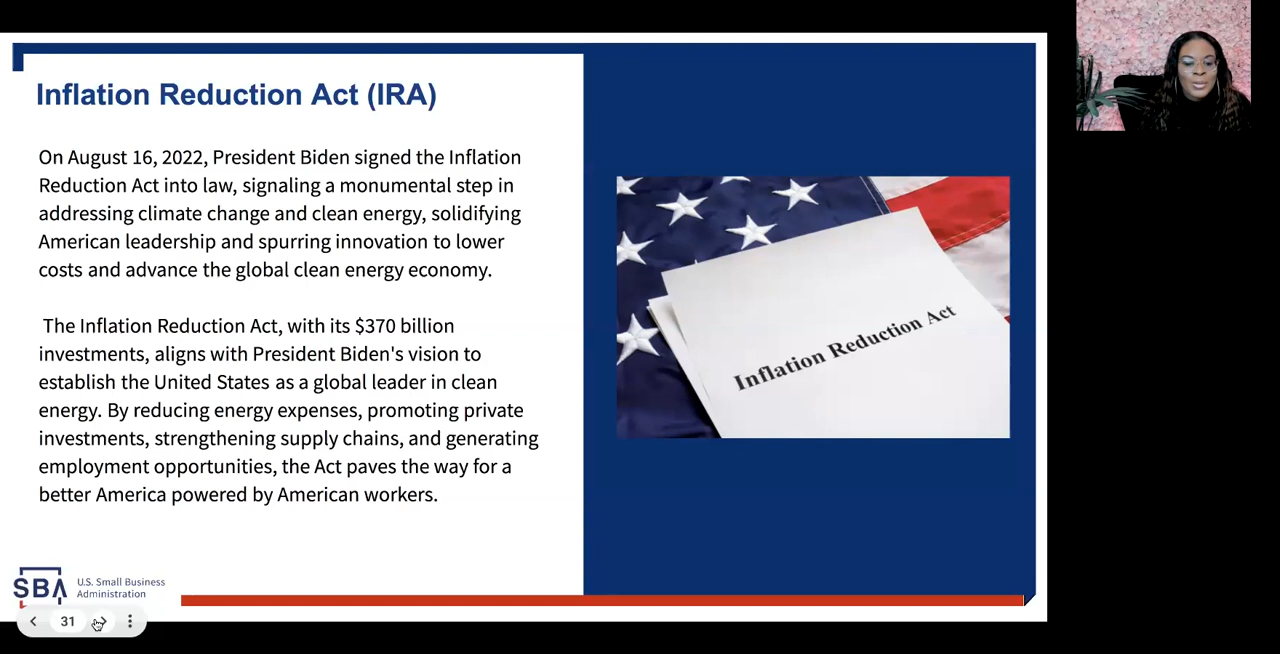 Inflation Reduction Act (IRA)
On August 16, 2022, President Biden signed the Inflation
Reduction Act into law, signaling a monumental step in
addressing climate change and clean energy, solidifying
American leadership and spurring innovation to lower
costs and advance the global clean energy economy.
The Inflation Reduction Act, with its $370 billion
investments, aligns with President Biden's vision to
establish the United States as a global leader in clean
energy. By reducing energy expenses, promoting private
investments, strengthening supply chains, and generating
employment opportunities, the Act paves the way for a
better America powered by American workers.
Inflation Reduction Act
SBA
U.S. Small Business
Administration
31